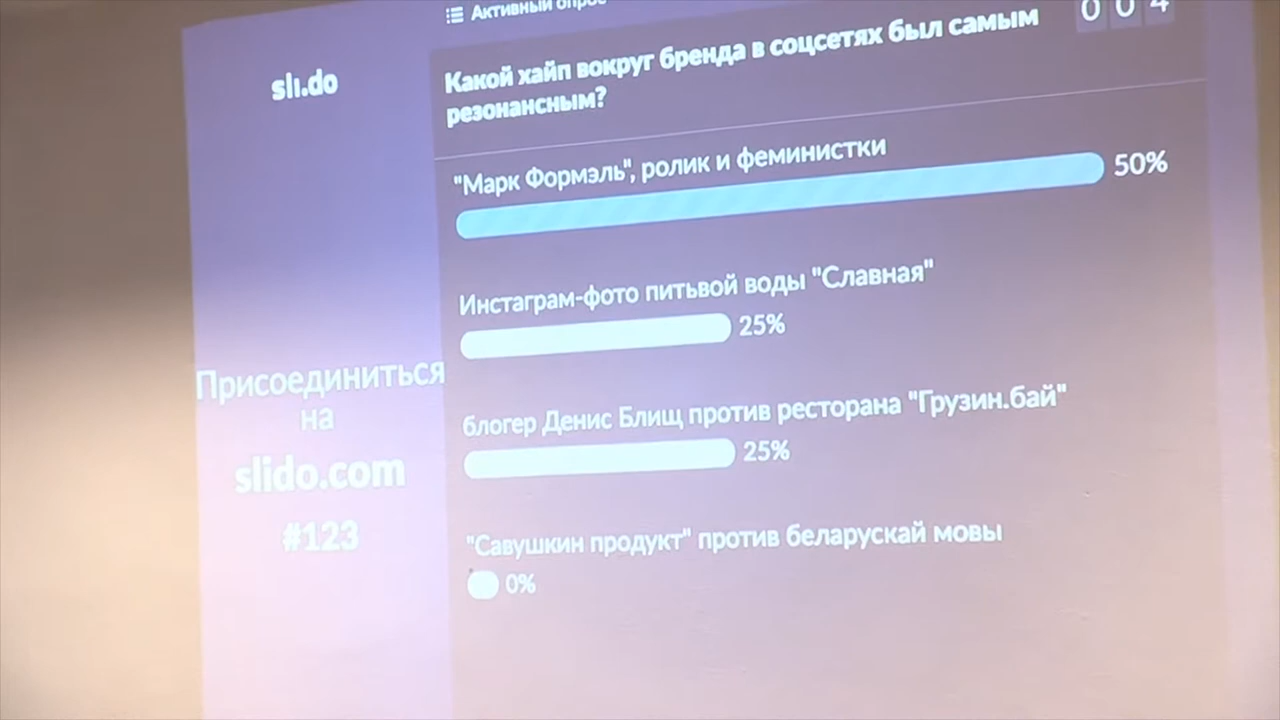 Активный опрос
sli.do
0 0 4
Какой хайп вокруг бренда в соцсетях был самым
резонансным?
"Марк Формэль", ролик и феминистки
50%
Инстаграм-фото питьвой воды "Славная"
25%
Присоединиться
на
slido.com
#123
блогер Денис Блищ против ресторана "Грузин.бай"
25%
"Савушкин продукт" против беларускай мовы
0%